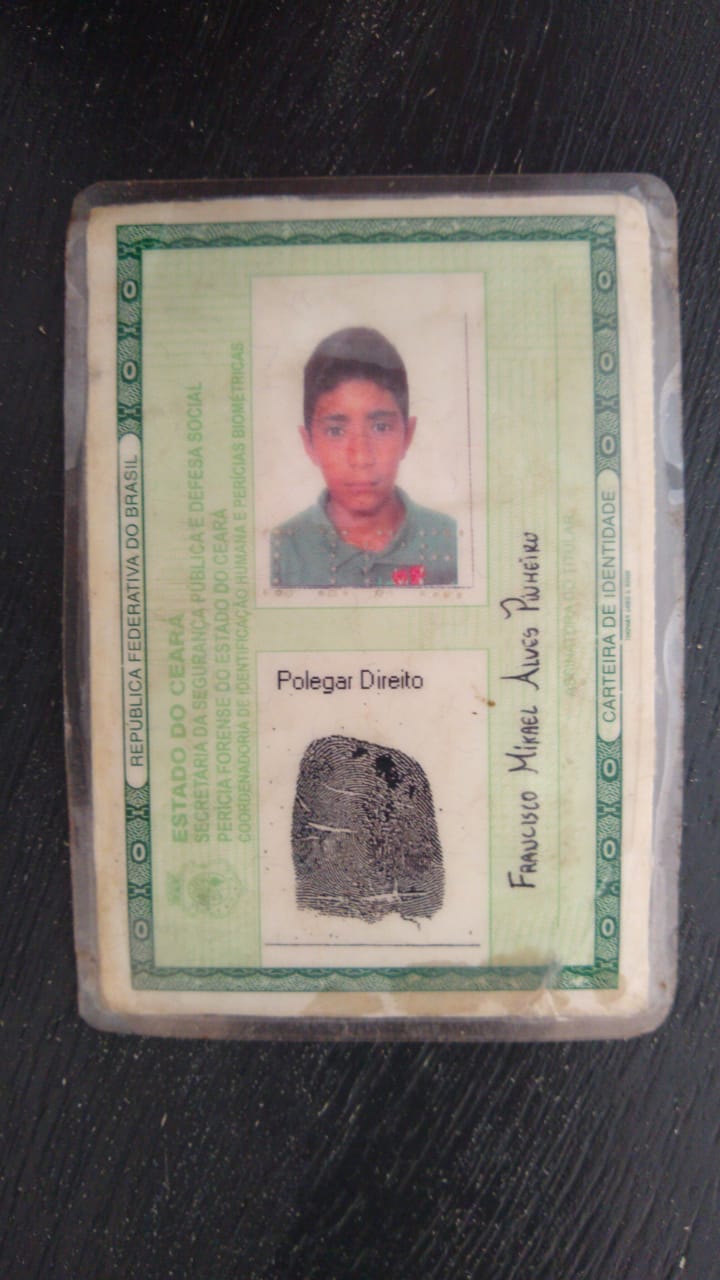 REPÚBLICA FEDERATIVA DO BRASIL
ESTADO DO CEARÁ
SECRETARIA DA SEGURANÇA PÚBLICA E DEFESA SOCIAL
PERÍCIA FORENSE DO ESTADO DO CEARÁ
COORDENADORIA DE IDENTIFICAÇÃO HUMANA E PERÍCIAS BIOMÉTRICAS
Polegar Direito
Francisco Mikael Alves Pinheiro
ASSINATURA DO TITULAR
CARTEIRA DE IDENTIDADE